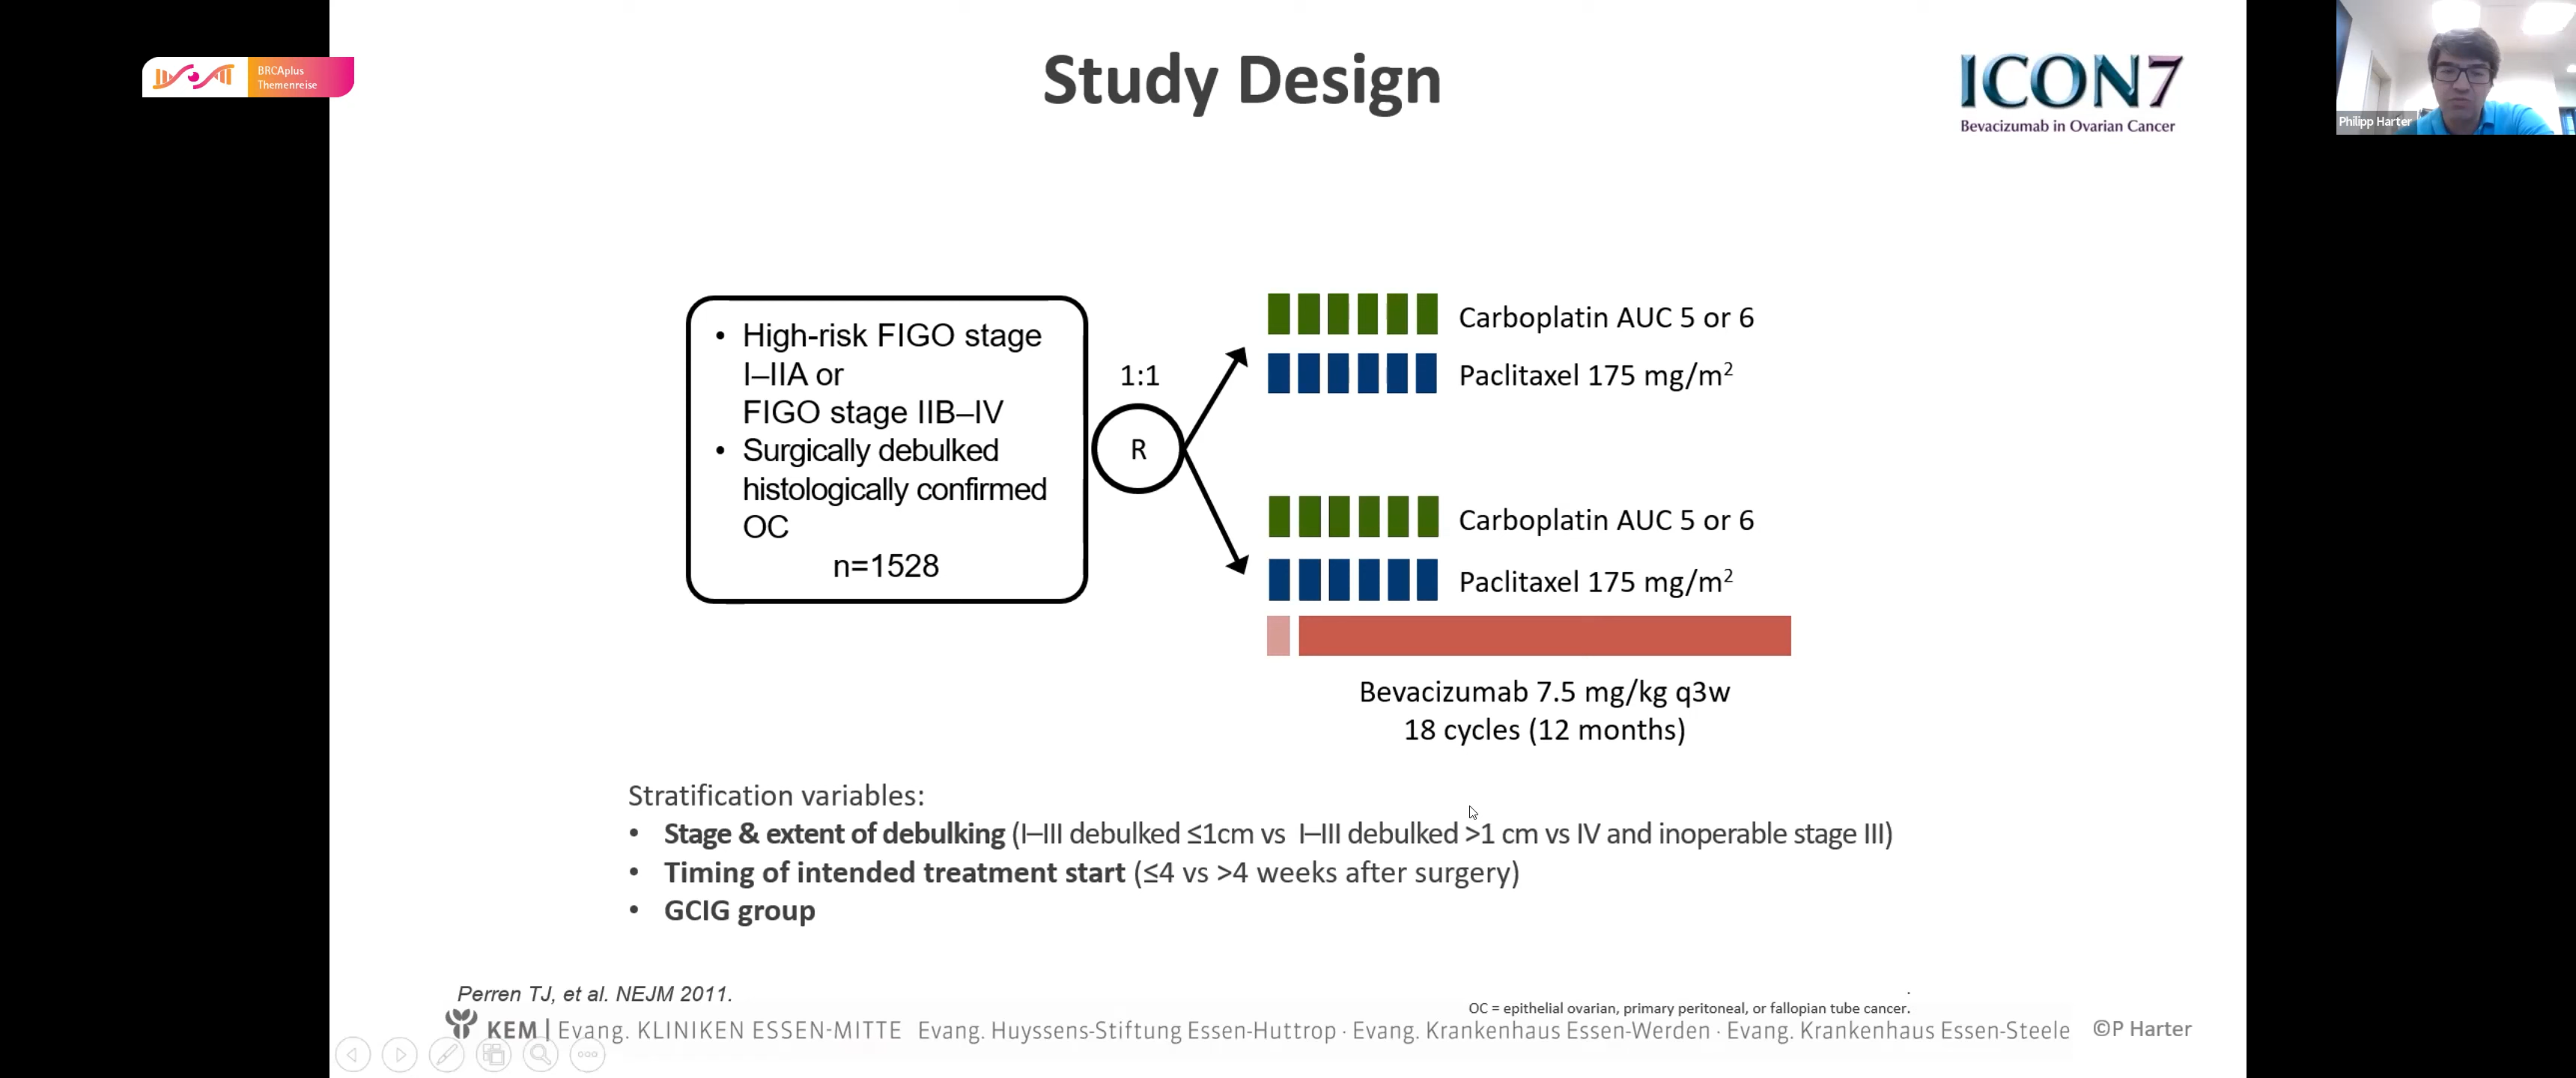 BRCAplus
Themenreise
Study Design
ICON7
Bevacizumab in Ovarian Cancer
Philipp Harter
• High-risk FIGO stage
I–IIA or
FIGO stage IIB–IV
• Surgically debulked
histologically confirmed
OC
n=1528
1:1
R
Carboplatin AUC 5 or 6
Paclitaxel 175 mg/m²
Carboplatin AUC 5 or 6
Paclitaxel 175 mg/m²
Bevacizumab 7.5 mg/kg q3w
18 cycles (12 months)
Stratification variables:
• Stage & extent of debulking (I–III debulked ≤1cm vs I–III debulked >1 cm vs IV and inoperable stage III)
• Timing of intended treatment start (≤4 vs >4 weeks after surgery)
• GCIG group
Perren TJ, et al. NEJM 2011.
OC = epithelial ovarian, primary peritoneal, or fallopian tube cancer.
KEM | Evang. KLINIKEN ESSEN-MITTE Evang. Huyssens-Stiftung Essen-Huttrop · Evang. Krankenhaus Essen-Werden · Evang. Krankenhaus Essen-Steele ©P Harter